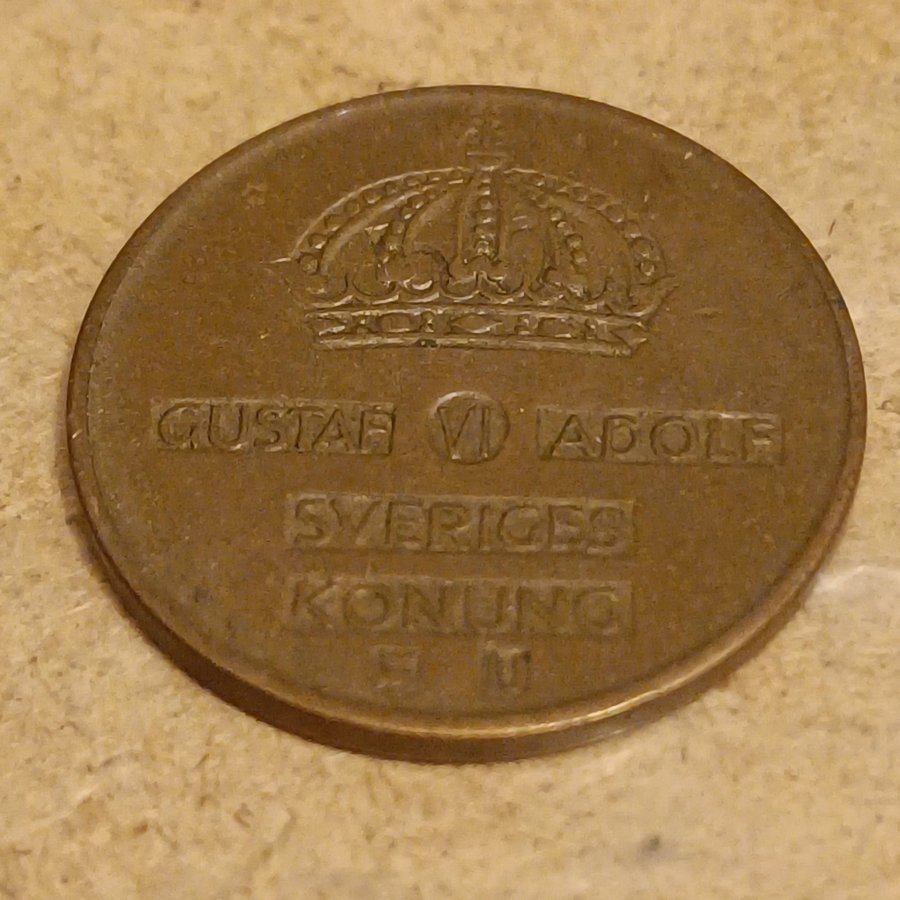 GUSTAF VI ADOLF
SVERIGES
KONUNG
H U